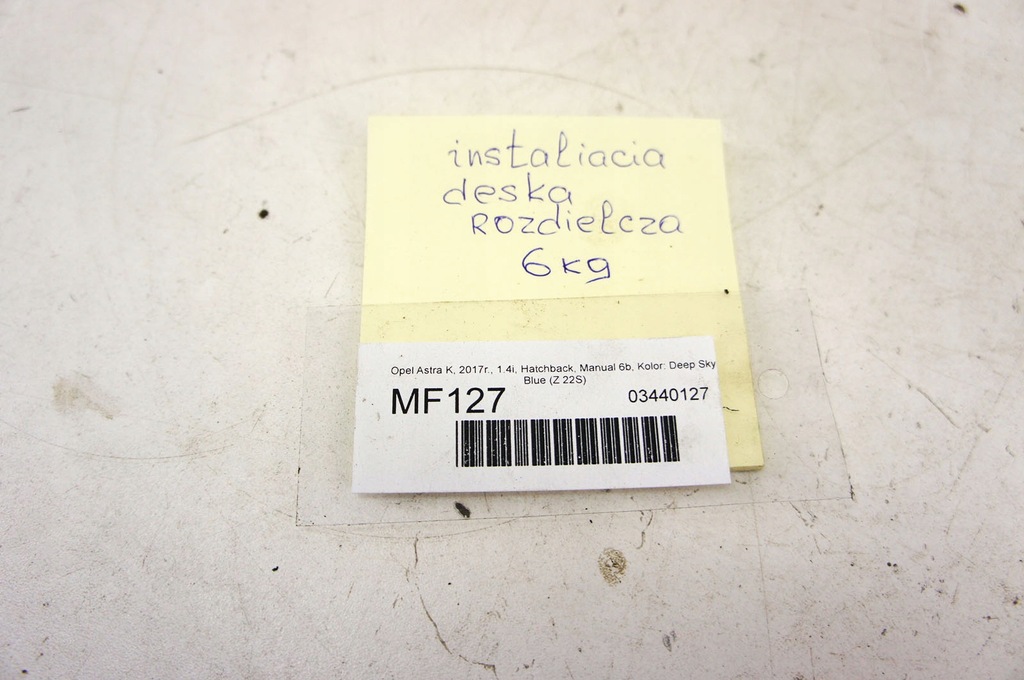 instaliacia
deska
Rozdielcza
6kg
Opel Astra K, 2017r., 1.4i, Hatchback, Manual 6b, Kolor: Deep Sky
Blue (Z 22S)
MF127 03440127